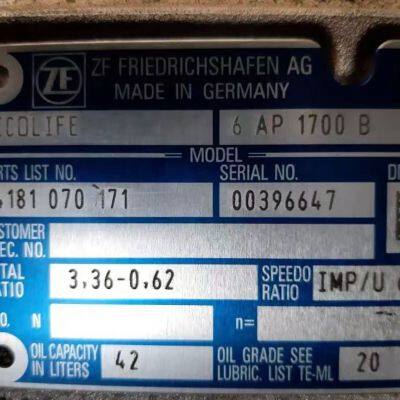 ZF ZF FRIEDRICHSHAFEN AG
MADE IN GERMANY
ECOLIFE 6 AP 1700 B
MODEL
PARTS LIST NO. SERIAL NO.
4181 070 171 00396647
CUSTOMER
SPEC. NO.
TOTAL RATIO 3,36-0,62 SPEEDO RATIO IMP/U
NO. N n=
OIL CAPACITY IN LITERS 42 OIL GRADE SEE LUBRIC. LIST TE-ML 20